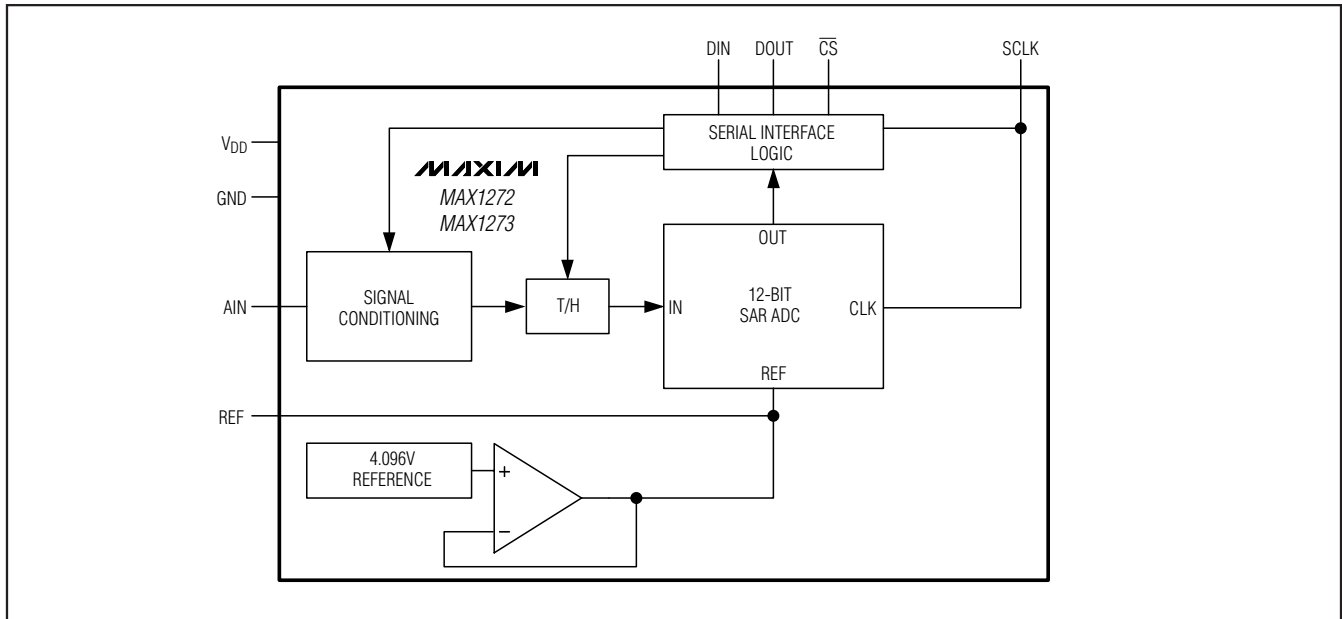 DIN DOUT CS SCLK
SERIAL INTERFACE
LOGIC
VDD
MAXIM
MAX1272
MAX1273
GND
OUT
SIGNAL
CONDITIONING
AIN
T/H
IN
12-BIT
SAR ADC
CLK
REF
REF
4.096V
REFERENCE
+
−